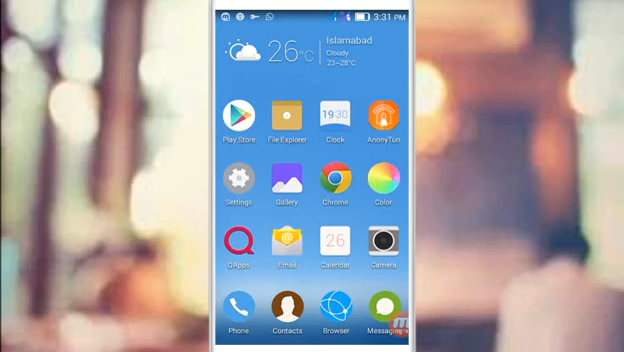 3:31 PM
26°C
Islamabad
Cloudy
23~28°C
19:30
Play Store
File Explorer
Clock
AnonyTun
Settings
Gallery
Chrome
Color
26
QApps
Email
Calendar
Camera
Phone
Contacts
Browser
Messaging